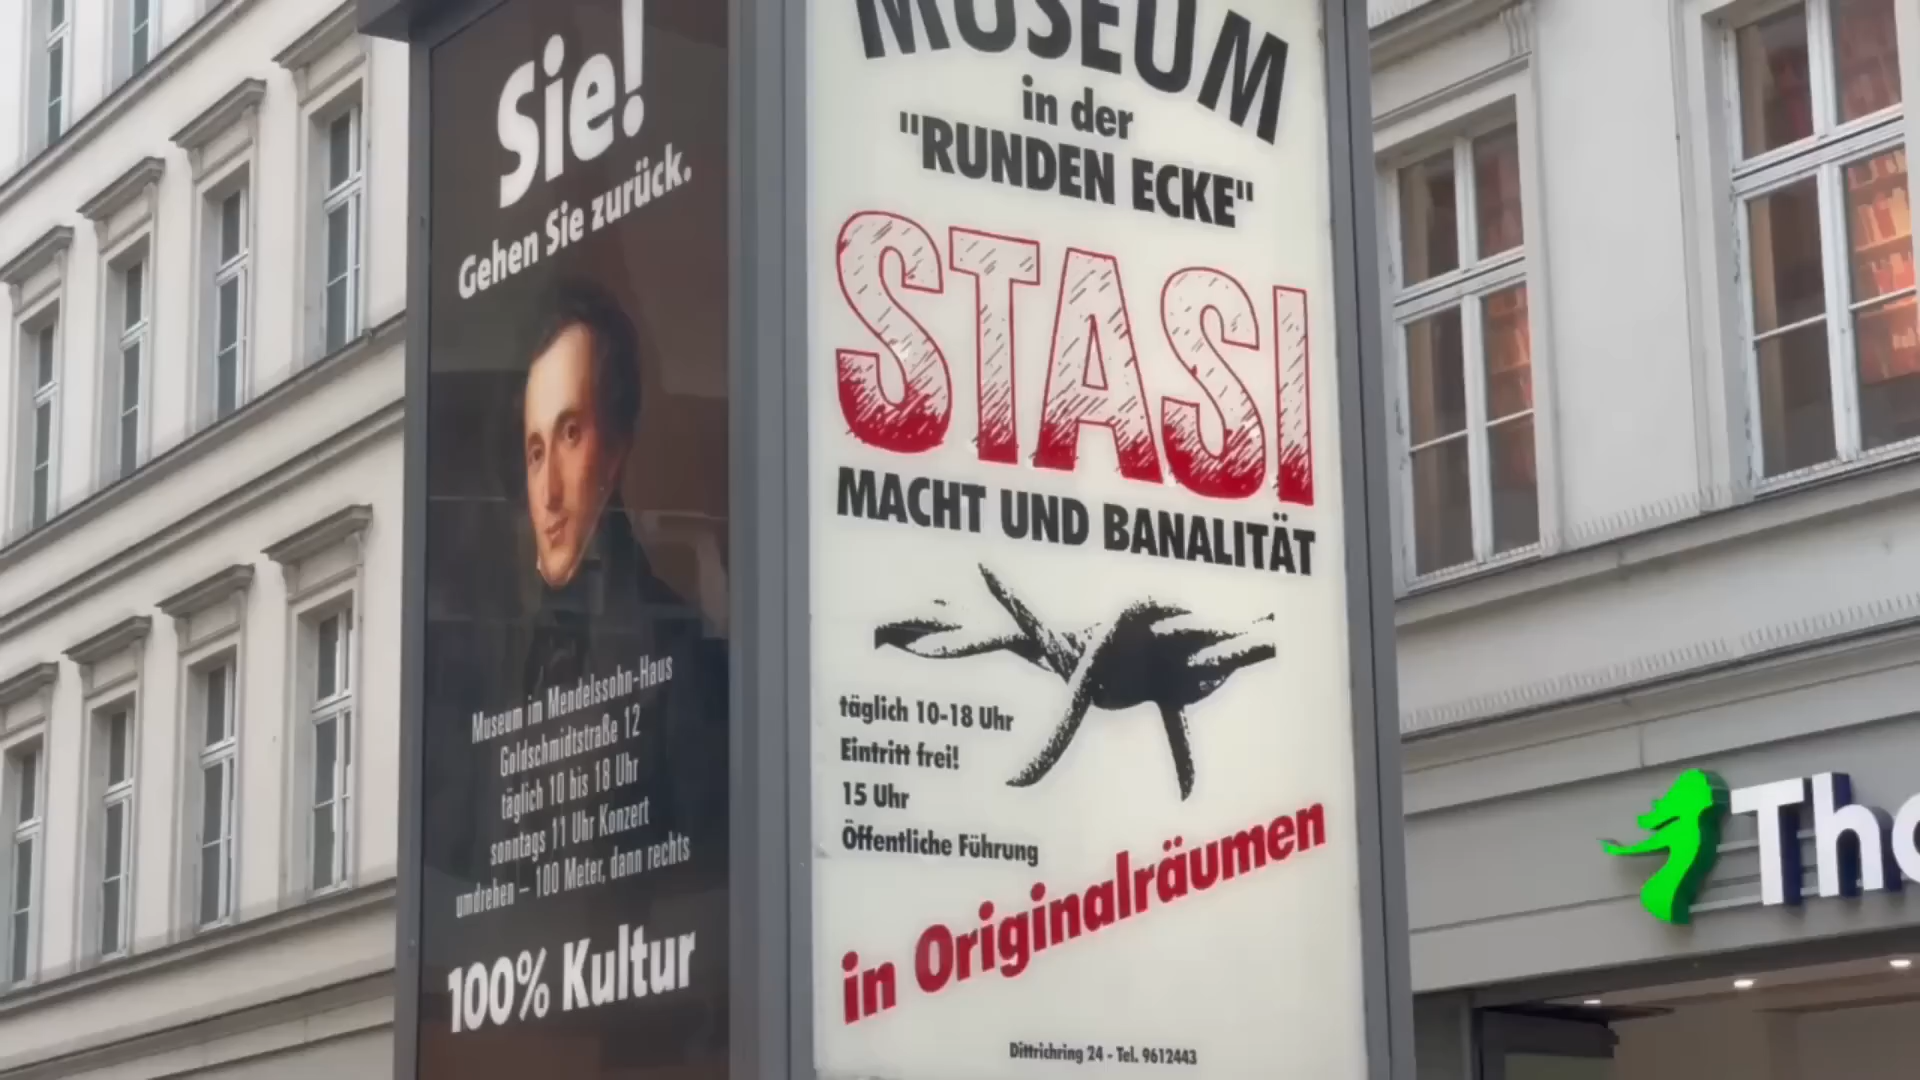 Sie!
Gehen Sie zurück.
Museum im Mendelssohn-Haus
Goldschmidtstraße 12
täglich 10 bis 18 Uhr
sonntags 11 Uhr Konzert
umdrehen – 100 Meter, dann rechts
100% Kultur
MUSEUM
in der
"RUNDEN ECKE"
STASI
MACHT UND BANALITÄT
täglich 10-18 Uhr
Eintritt frei!
15 Uhr
Öffentliche Führung
in Originalräumen
Dittrichring 24 - Tel. 9612443